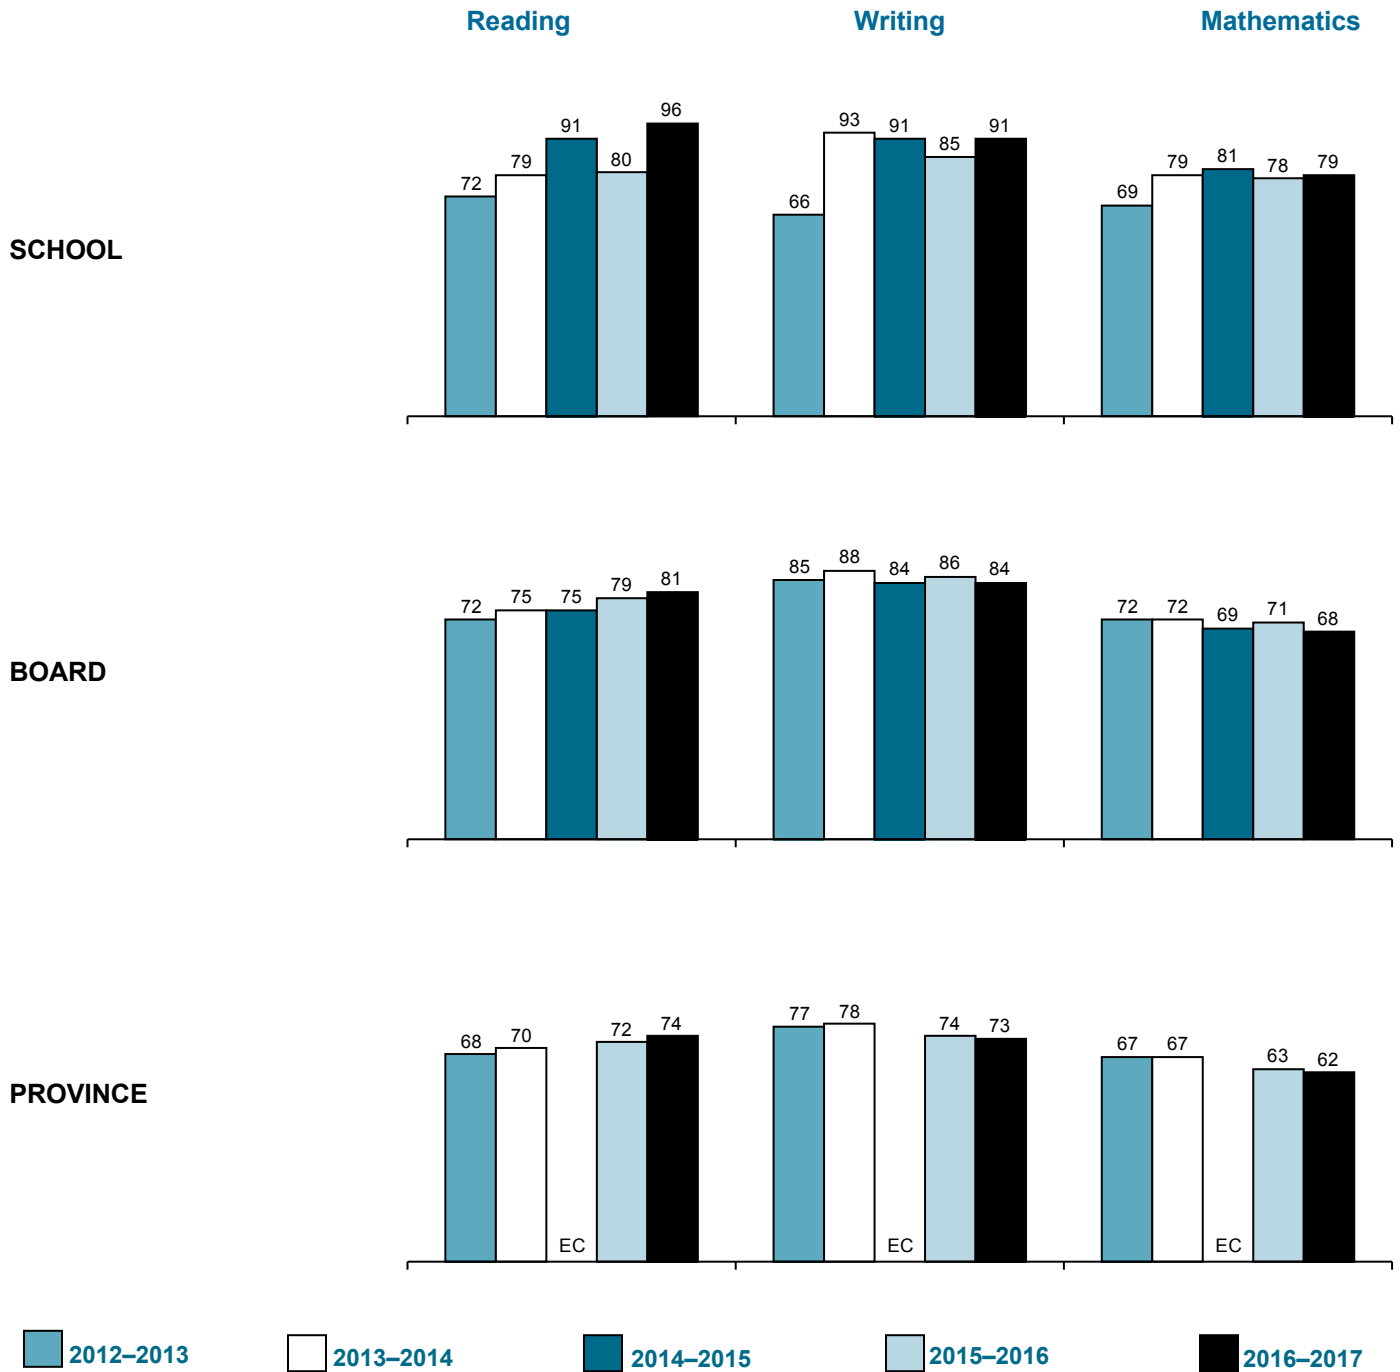 Reading Writing Mathematics
SCHOOL
72 79 91 80 96
66 93 91 85 91
69 79 81 78 79
BOARD
72 75 75 79 81
85 88 84 86 84
72 72 69 71 68
PROVINCE
68 70 EC 72 74
77 78 EC 74 73
67 67 EC 63 62
2012–2013 2013–2014 2014–2015 2015–2016 2016–2017